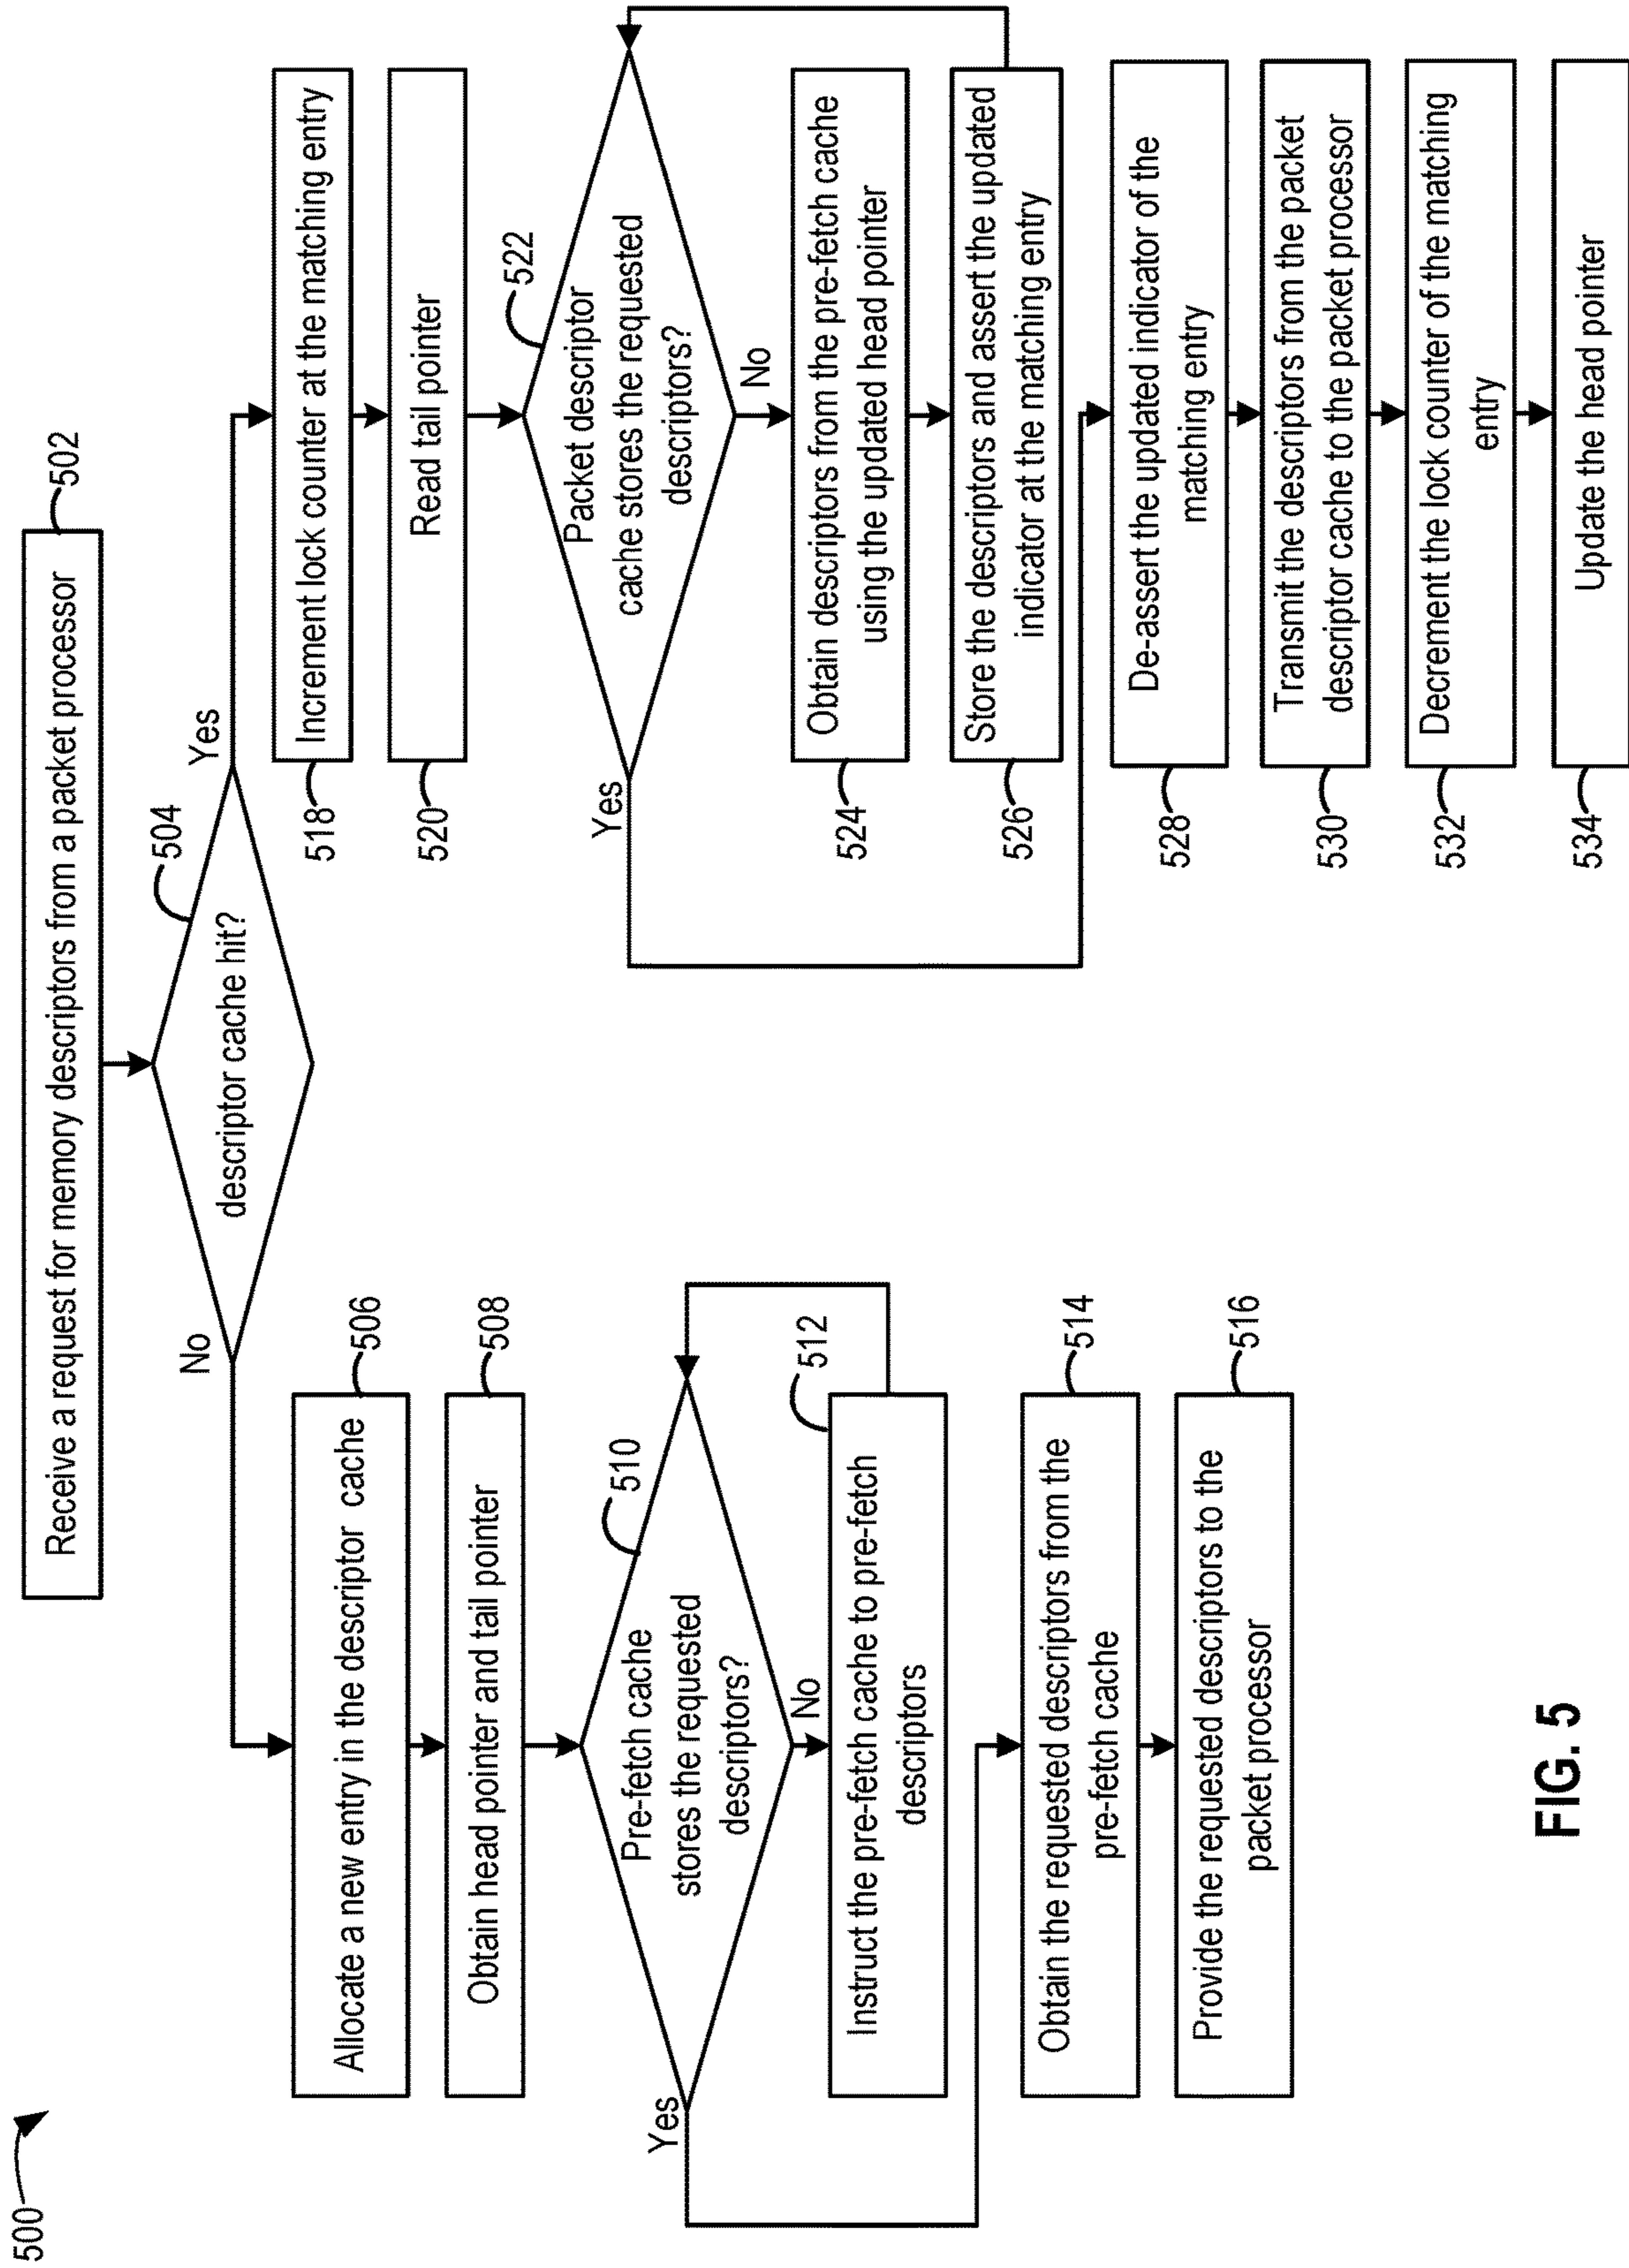 500
Receive a request for memory descriptors from a packet processor
502
descriptor cache hit?
504
No
Yes
Allocate a new entry in the descriptor cache
506
Obtain head pointer and tail pointer
508
Pre-fetch cache
stores the requested
descriptors?
510
Yes
No
Instruct the pre-fetch cache to pre-fetch
descriptors
512
Obtain the requested descriptors from the
pre-fetch cache
514
Provide the requested descriptors to the
packet processor
516
Increment lock counter at the matching entry
518
Read tail pointer
520
Packet descriptor
cache stores the requested
descriptors?
522
Yes
No
Obtain descriptors from the pre-fetch cache
using the updated head pointer
524
Store the descriptors and assert the updated
indicator at the matching entry
526
De-assert the updated indicator of the
matching entry
528
Transmit the descriptors from the packet
descriptor cache to the packet processor
530
Decrement the lock counter of the matching
entry
532
Update the head pointer
534
FIG. 5